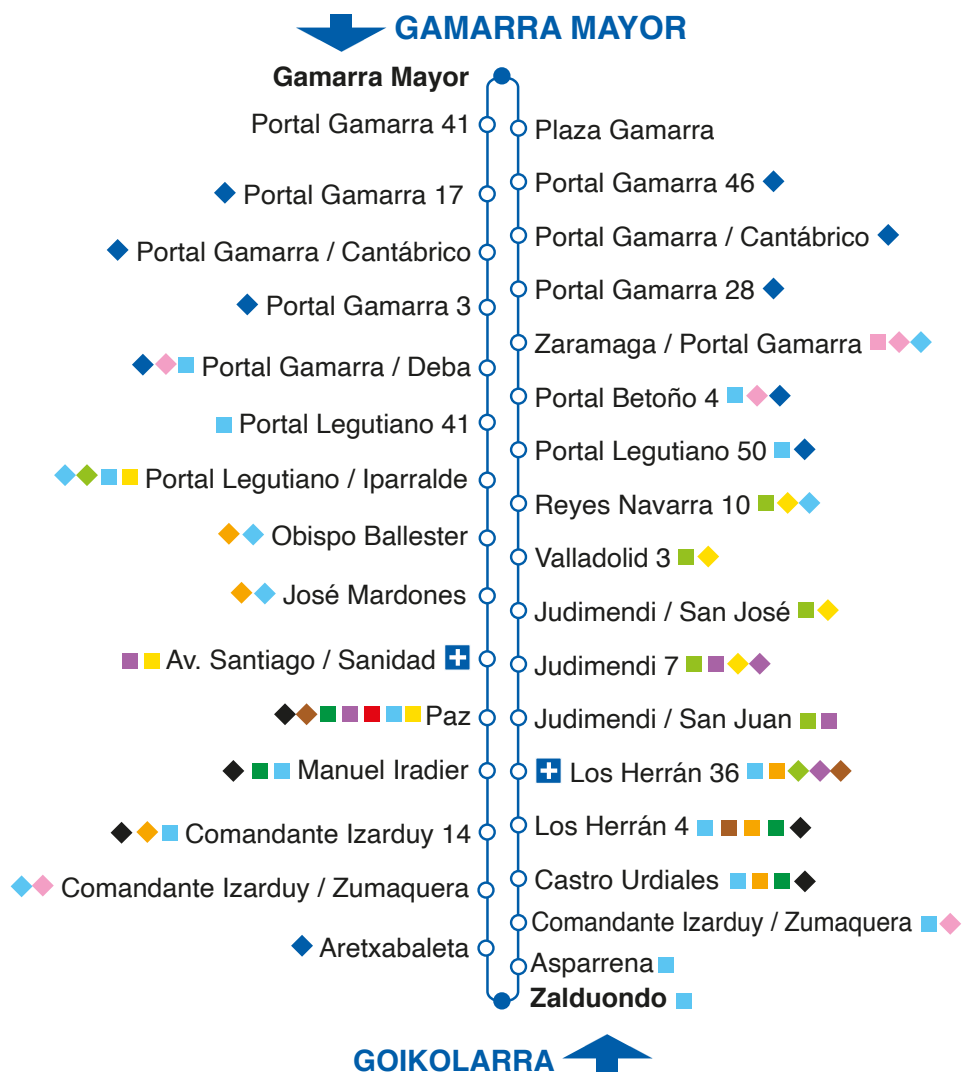 GAMARRA MAYOR
Gamarra Mayor
Portal Gamarra 41
Portal Gamarra 17
Portal Gamarra / Cantábrico
Portal Gamarra 3
Portal Gamarra / Deba
Portal Legutiano 41
Portal Legutiano / Iparralde
Obispo Ballester
José Mardones
Av. Santiago / Sanidad
Paz
Manuel Iradier
Comandante Izarduy 14
Comandante Izarduy / Zumaquera
Aretxabaleta
Plaza Gamarra
Portal Gamarra 46
Portal Gamarra / Cantábrico
Portal Gamarra 28
Zaramaga / Portal Gamarra
Portal Betoño 4
Portal Legutiano 50
Reyes Navarra 10
Valladolid 3
Judimendi / San José
Judimendi 7
Judimendi / San Juan
Los Herrán 36
Los Herrán 4
Castro Urdiales
Comandante Izarduy / Zumaquera
Asparrena
Zalduondo
GOIKOLARRA